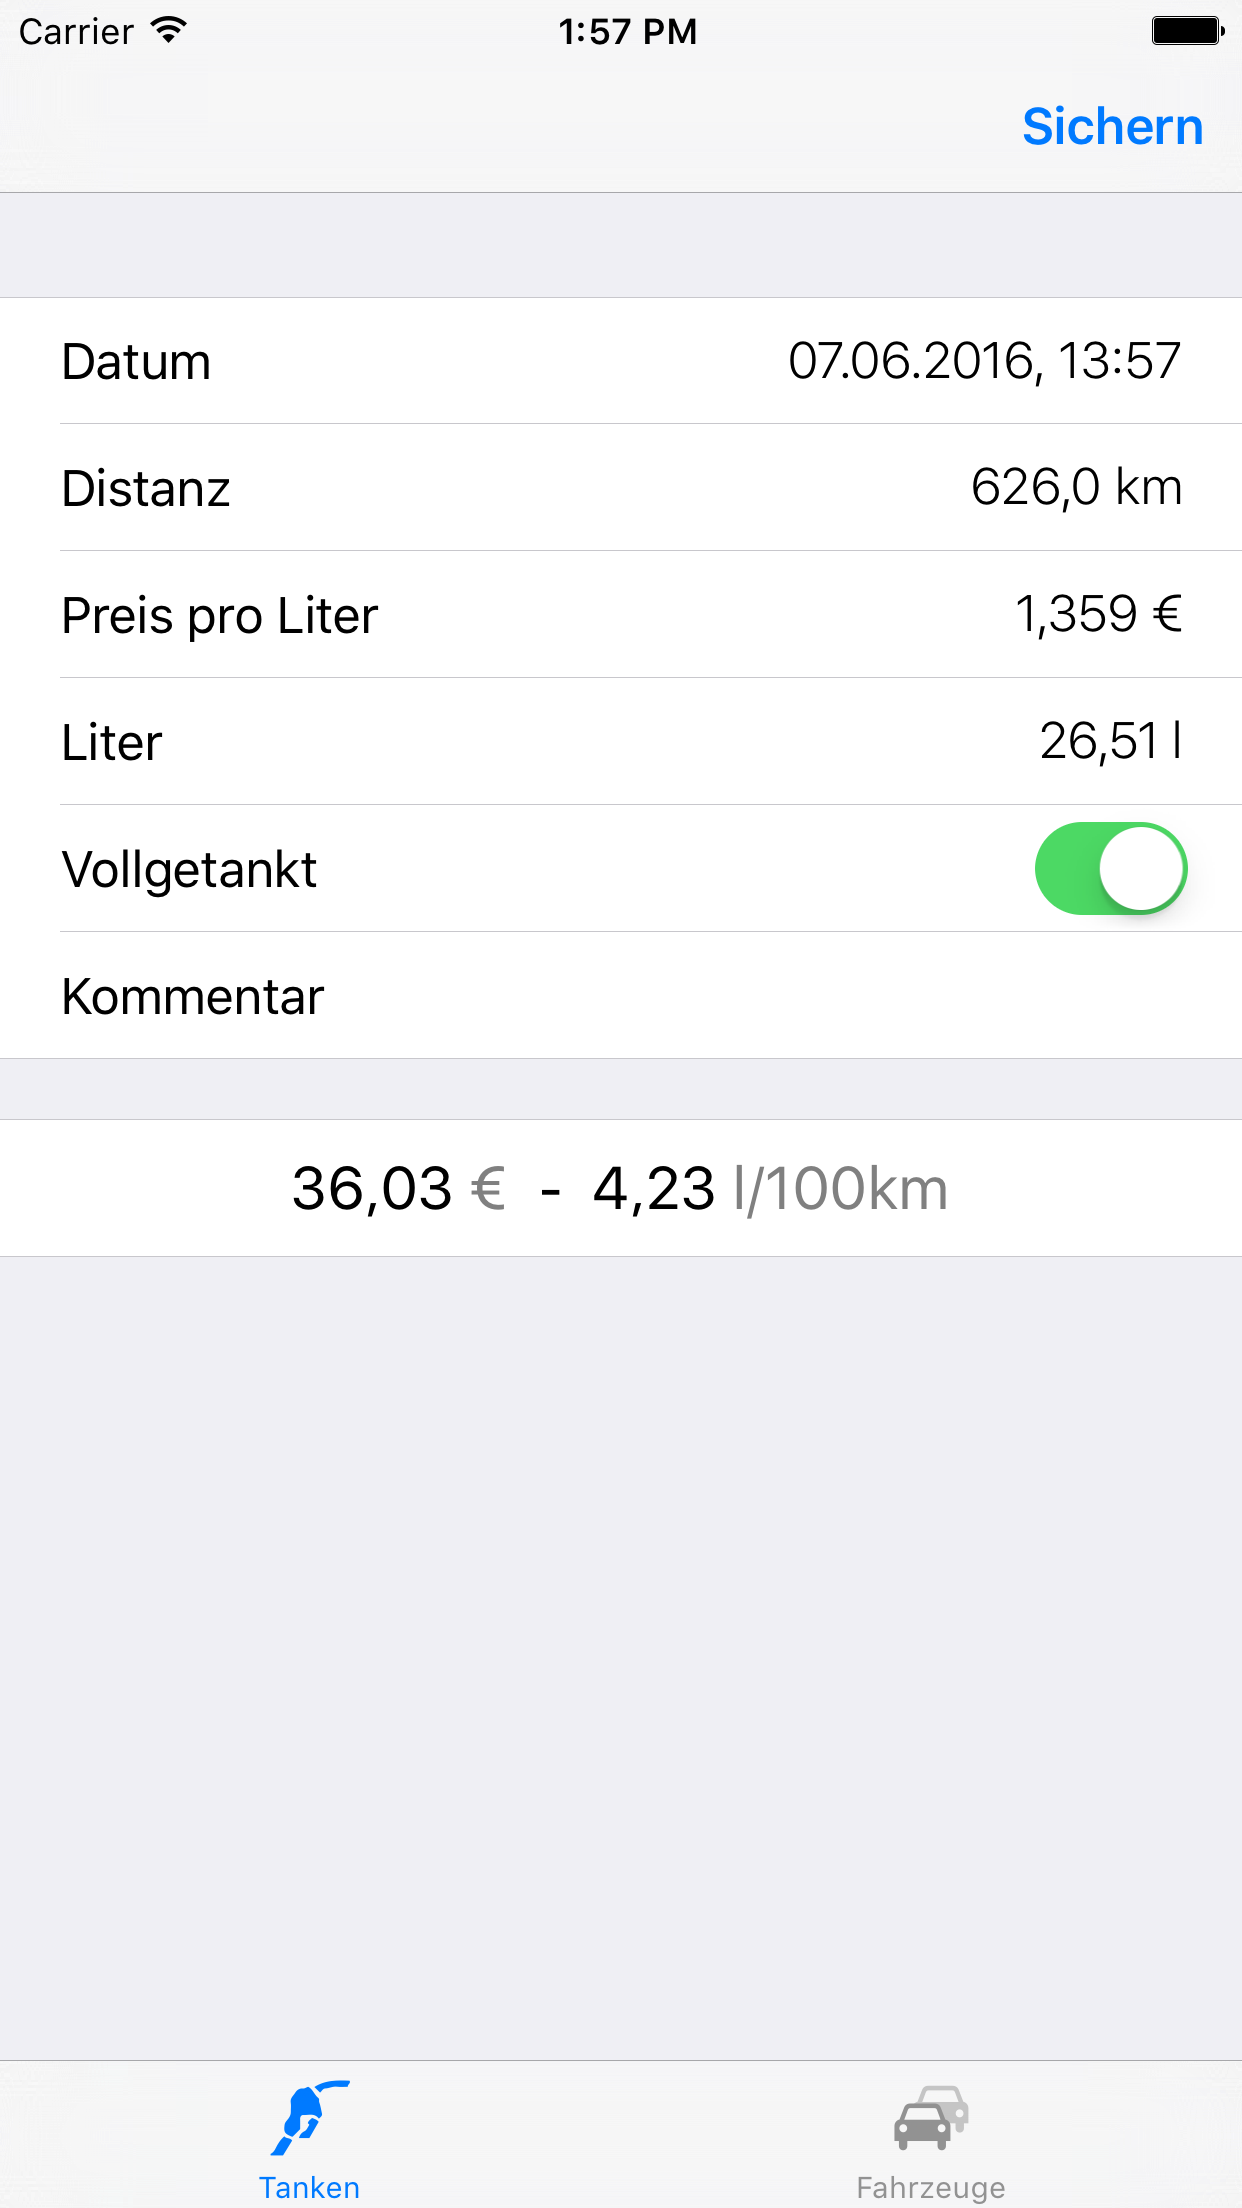 Carrier 1:57 PM
Sichern
Datum 07.06.2016, 13:57
Distanz 626,0 km
Preis pro Liter 1,359 €
Liter 26,51 l
Vollgetankt
Kommentar
36,03 € - 4,23 l/100km
Tanken Fahrzeuge